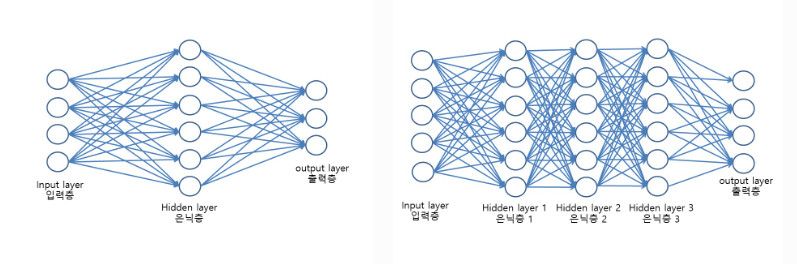 Input layer
입력층
Hidden layer
은닉층
output layer
출력층
Input layer
입력층
Hidden layer 1
은닉층 1
Hidden layer 2
은닉층 2
Hidden layer 3
은닉층 3
output layer
출력층